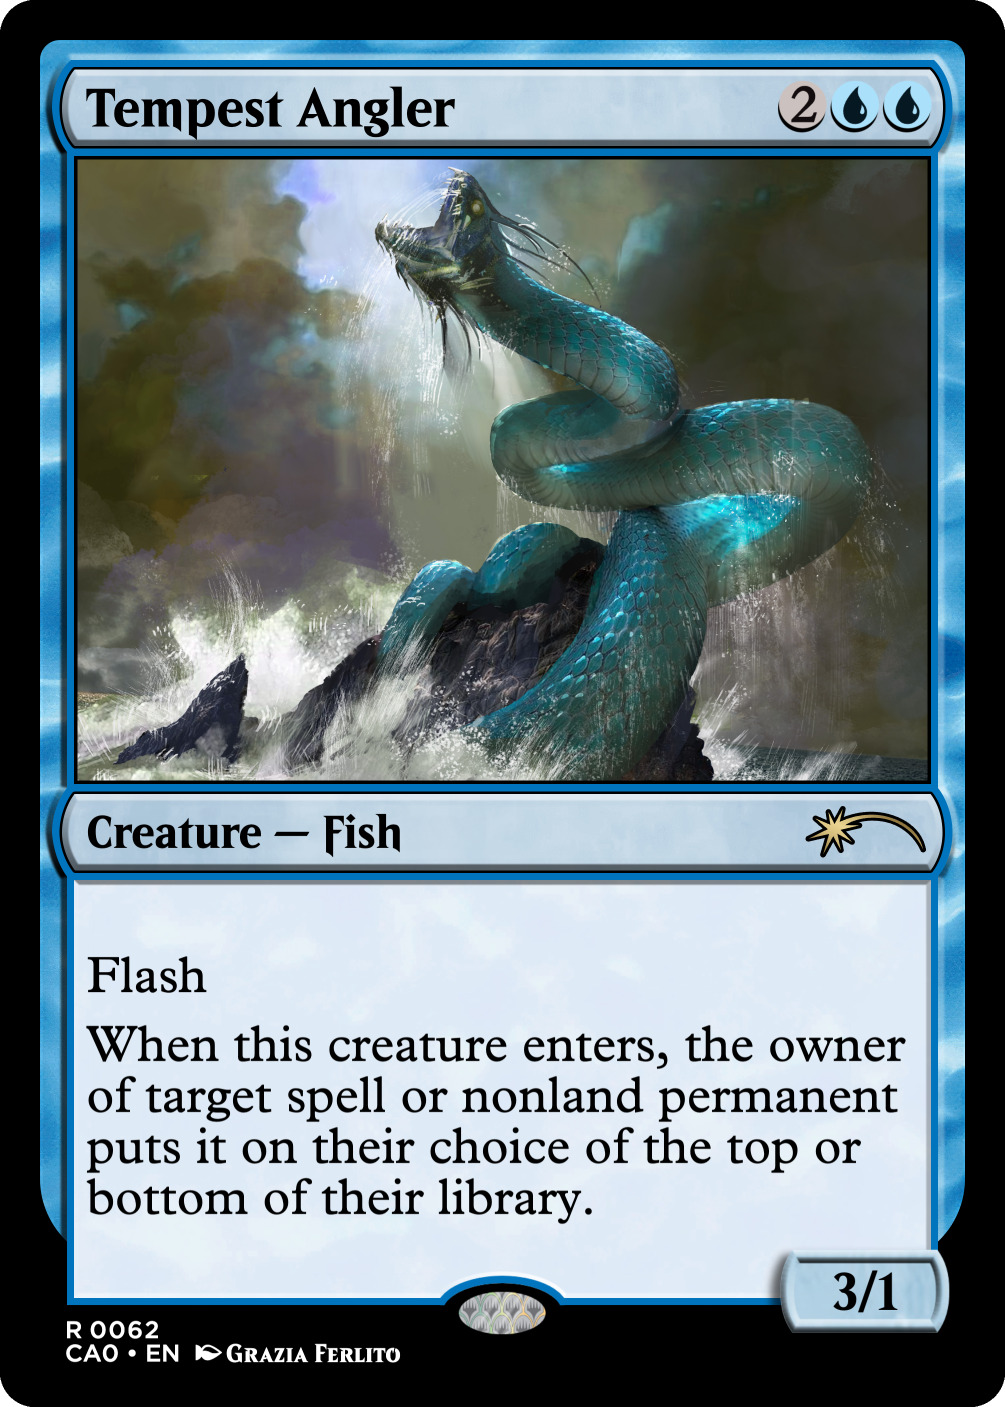 Tempest Angler 2
Creature — Fish
Flash
When this creature enters, the owner
of target spell or nonland permanent
puts it on their choice of the top or
bottom of their library.
3/1
R 0062
CAO • EN GRAZIA FERLITO